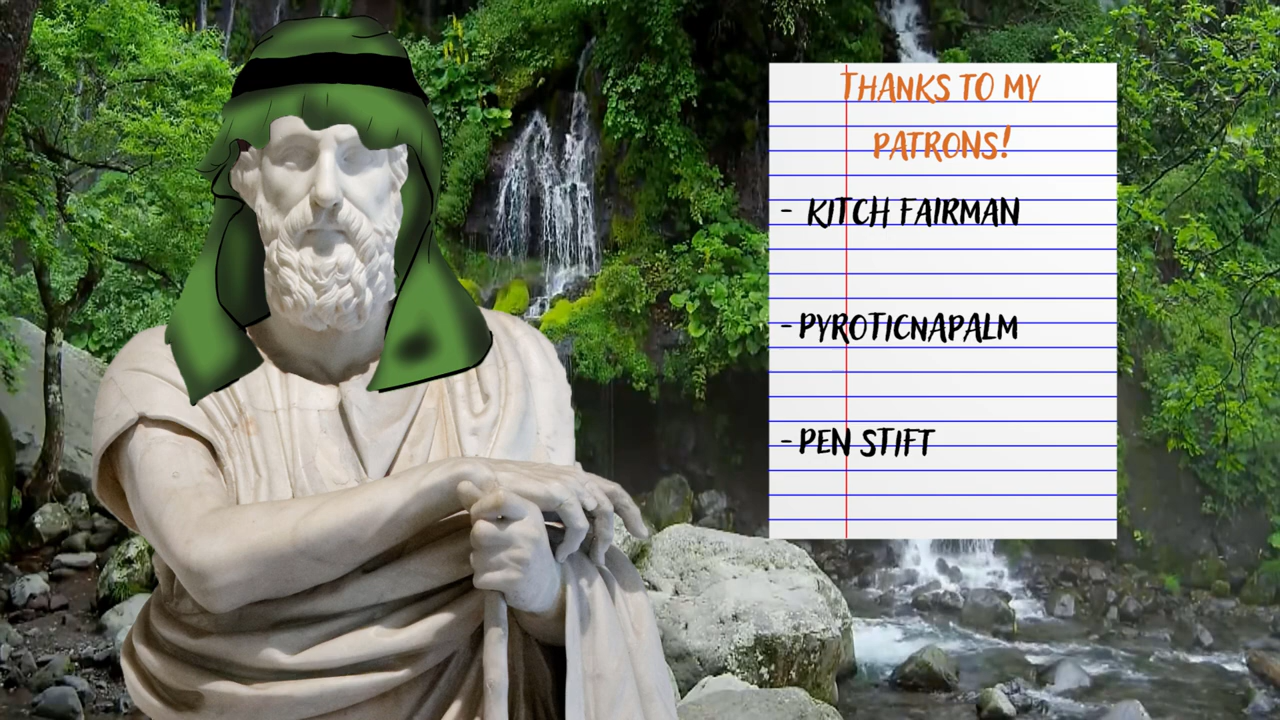 THANKS TO MY
PATRONS!
- KITCH FAIRMAN
- PYROTICNAPALM
- PEN STIFT